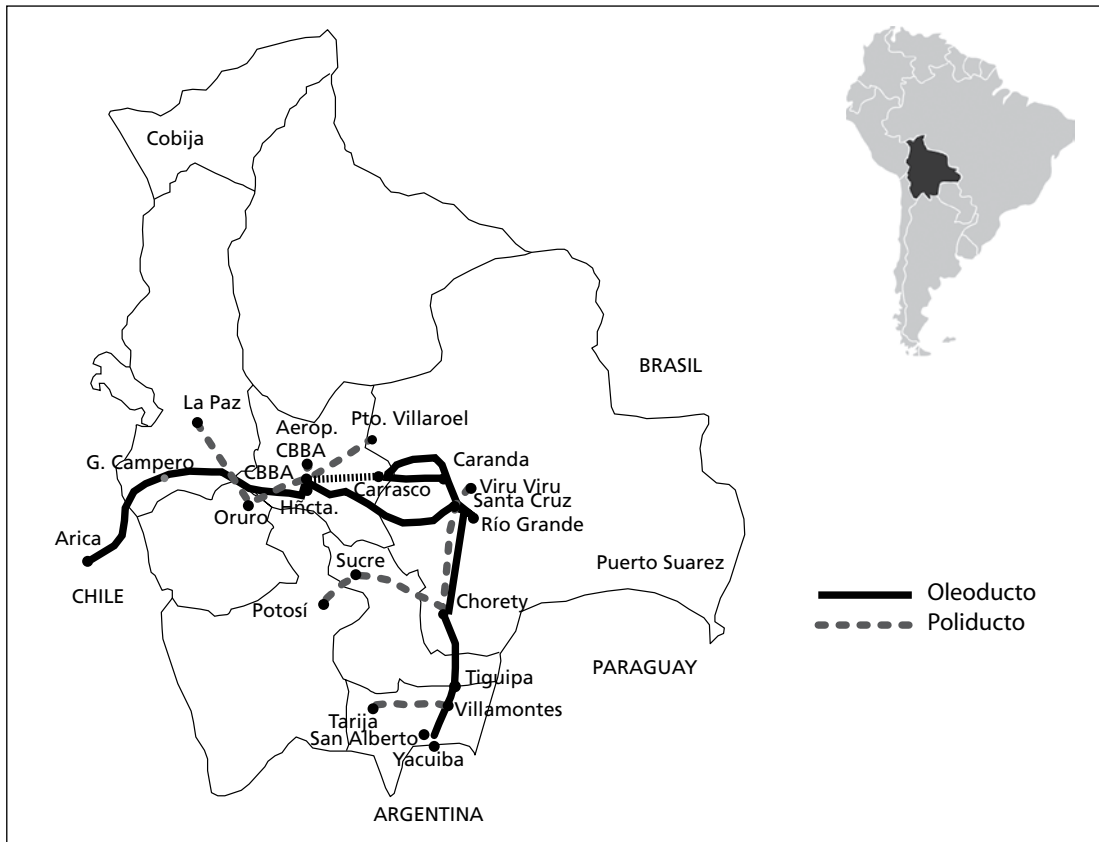 Cobija
BRASIL
La Paz
Pto. Villaroel
Aerop.
CBBA
G. Campero
CBBA
Caranda
Carrasco
Viru Viru
Santa Cruz
Oruro
Hñcta.
Río Grande
Arica
Sucre
Puerto Suarez
CHILE
Potosí
Chorety
Oleoducto
Poliducto
PARAGUAY
Tiguipa
Villamontes
Tarija
San Alberto
Yacuiba
ARGENTINA